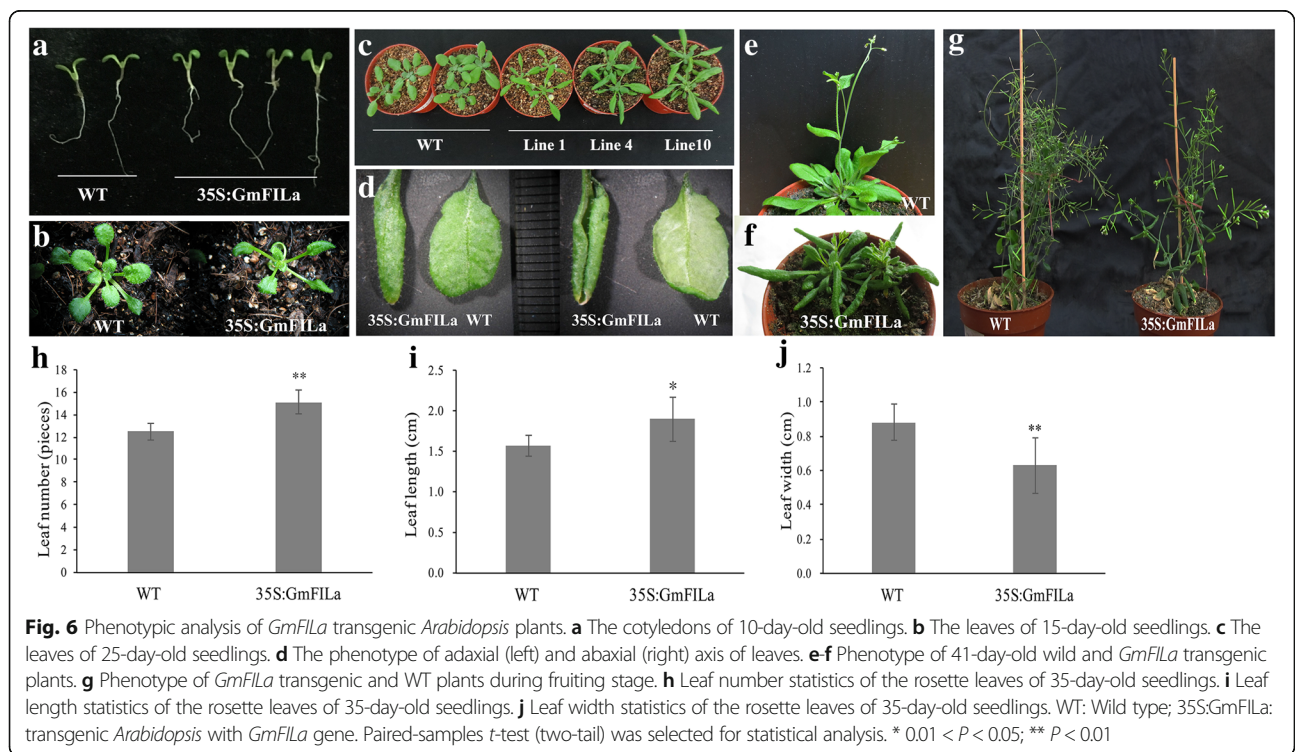 a
WT
35S:GmFILa
b
WT
35S:GmFILa
c
WT
Line 1
Line 4
Line10
d
35S:GmFILa WT
35S:GmFILa
WT
e
WT
f
35S:GmFILa
g
WT
35S:GmFILa
h
Leaf number (pieces)
18
16
14
12
10
8
6
4
2
0
**
WT
35S:GmFILa
i
Leaf length (cm)
2.5
2.0
1.5
1.0
0.5
0.0
*
WT
35S:GmFILa
j
Leaf width (cm)
1.2
1.0
0.8
0.6
0.4
0.2
0.0
**
WT
35S:GmFILa
Fig. 6 Phenotypic analysis of GmFILa transgenic Arabidopsis plants. a The cotyledons of 10-day-old seedlings. b The leaves of 15-day-old seedlings. c The
leaves of 25-day-old seedlings. d The phenotype of adaxial (left) and abaxial (right) axis of leaves. e-f Phenotype of 41-day-old wild and GmFILa transgenic
plants. g Phenotype of GmFILa transgenic and WT plants during fruiting stage. h Leaf number statistics of the rosette leaves of 35-day-old seedlings. i Leaf
length statistics of the rosette leaves of 35-day-old seedlings. j Leaf width statistics of the rosette leaves of 35-day-old seedlings. WT: Wild type; 35S:GmFILa:
transgenic Arabidopsis with GmFILa gene. Paired-samples t-test (two-tail) was selected for statistical analysis. * 0.01 < P < 0.05; ** P < 0.01